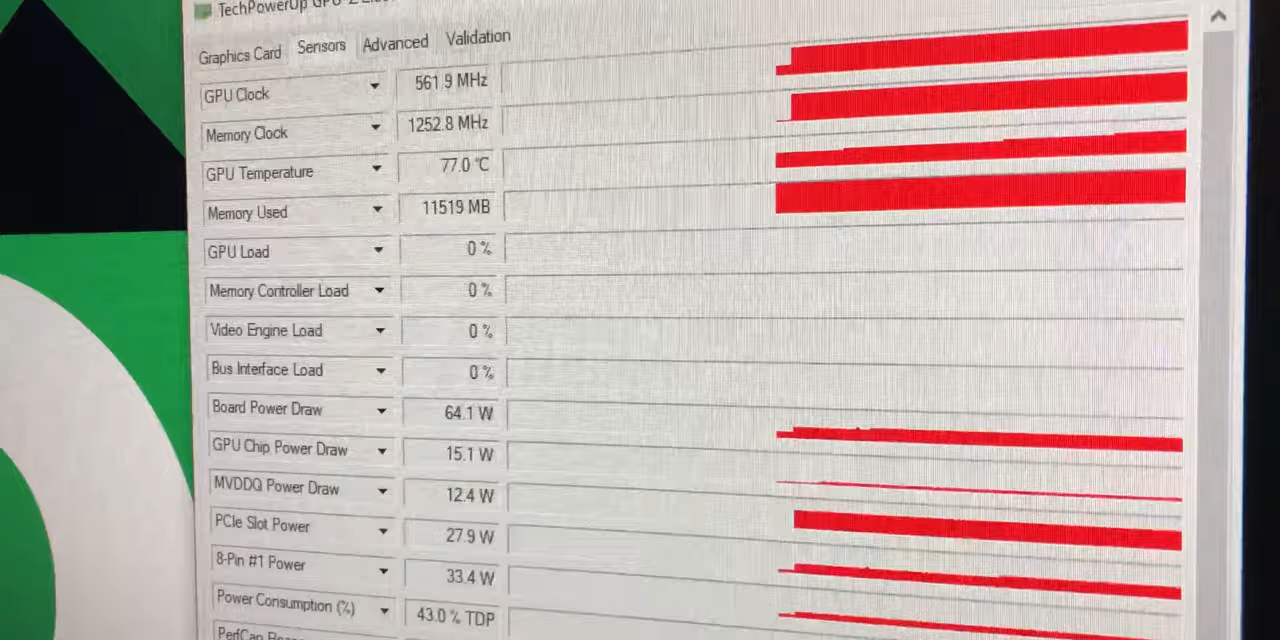 TechPowerUp GPU-Z
Graphics Card Sensors Advanced Validation
GPU Clock 561.9 MHz
Memory Clock 1252.8 MHz
GPU Temperature 77.0 °C
Memory Used 11519 MB
GPU Load 0 %
Memory Controller Load 0 %
Video Engine Load 0 %
Bus Interface Load 0 %
Board Power Draw 64.1 W
GPU Chip Power Draw 15.1 W
MVDDQ Power Draw 12.4 W
PCIe Slot Power 27.9 W
8-Pin #1 Power 33.4 W
Power Consumption (%) 43.0 % TDP
PerfCap